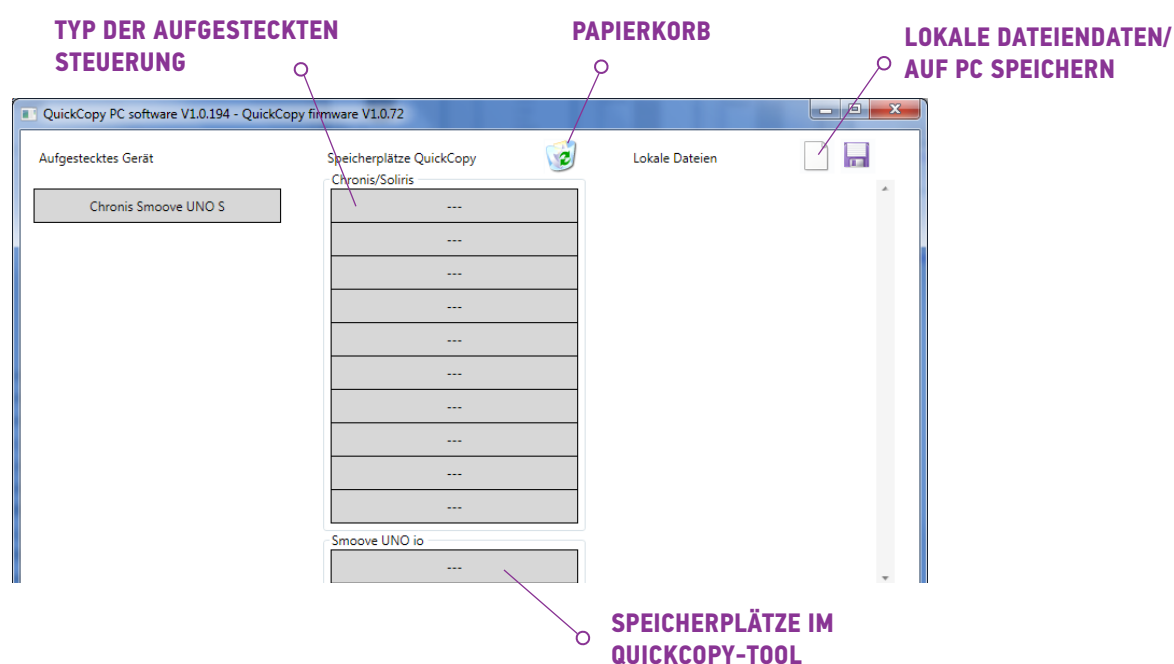 TYP DER AUFGESTECKTEN
STEUERUNG
PAPIERKORB
LOKALE DATEIENDATEN/
AUF PC SPEICHERN
QuickCopy PC software V1.0.194 - QuickCopy firmware V1.0.72
Aufgestecktes Gerät
Speicherplätze QuickCopy
Lokale Dateien
Chronis/Soliris
Chronis Smoove UNO S
---
---
---
---
---
---
---
---
---
---
Smoove UNO io
---
SPEICHERPLÄTZE IM
QUICKCOPY-TOOL